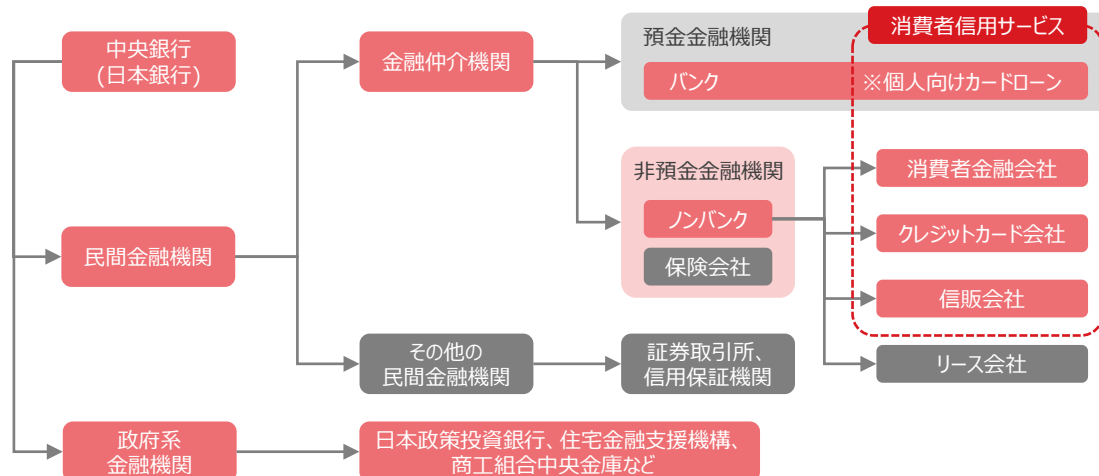 中央銀行
(日本銀行)
金融仲介機関
預金金融機関
消費者信用サービス
バンク ※個人向けカードローン
非預金金融機関
ノンバンク
保険会社
消費者金融会社
クレジットカード会社
信販会社
リース会社
民間金融機関
その他の
民間金融機関
証券取引所、
信用保証機関
政府系
金融機関
日本政策投資銀行、住宅金融支援機構、
商工組合中央金庫など